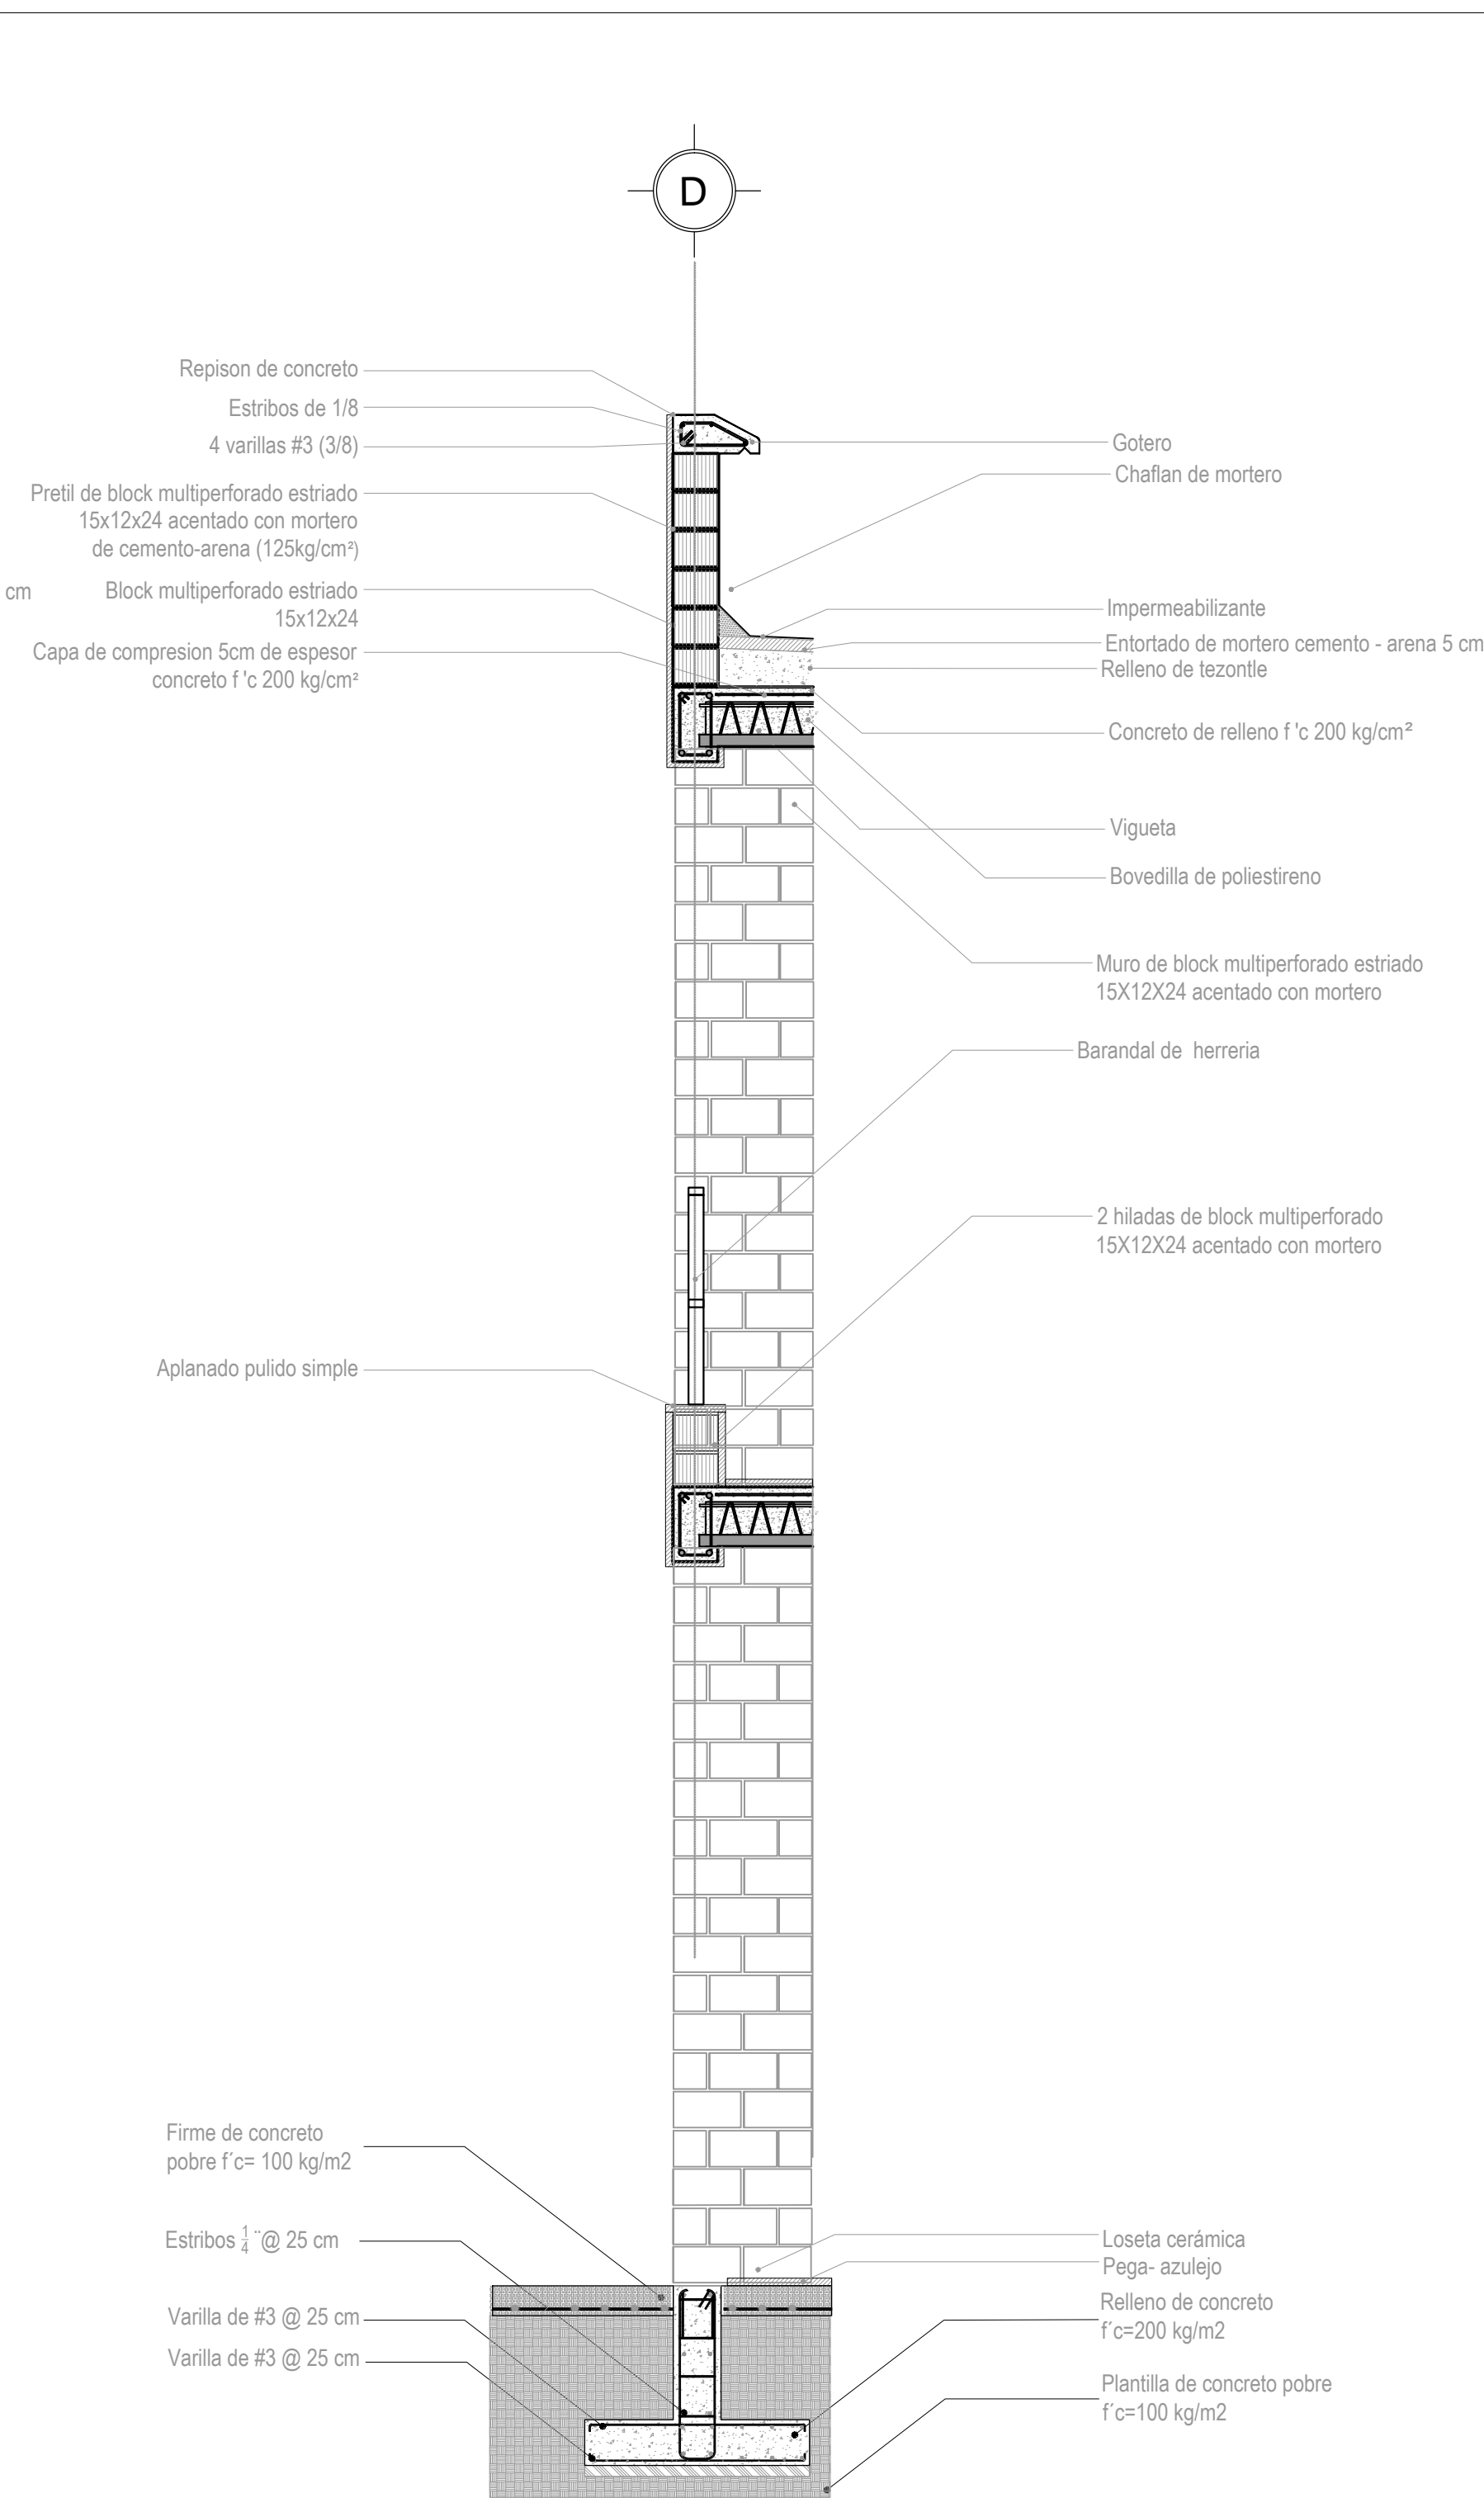 D
Repison de concreto
Estribos de 1/8
4 varillas #3 (3/8)
Pretil de block multiperforado estriado
15x12x24 acentado con mortero
de cemento-arena (125kg/cm²)
cm
Block multiperforado estriado
15x12x24
Capa de compresion 5cm de espesor
concreto f 'c 200 kg/cm²
Gotero
Chaflan de mortero
Impermeabilizante
Entortado de mortero cemento - arena 5 cm
Relleno de tezontle
Concreto de relleno f 'c 200 kg/cm²
Vigueta
Bovedilla de poliestireno
Muro de block multiperforado estriado
15X12X24 acentado con mortero
Barandal de herreria
2 hiladas de block multiperforado
15X12X24 acentado con mortero
Aplanado pulido simple
Firme de concreto
pobre f´c= 100 kg/m2
Estribos 1/4 ¨@ 25 cm
Varilla de #3 @ 25 cm
Varilla de #3 @ 25 cm
Loseta cerámica
Pega- azulejo
Relleno de concreto
f´c=200 kg/m2
Plantilla de concreto pobre
f´c=100 kg/m2